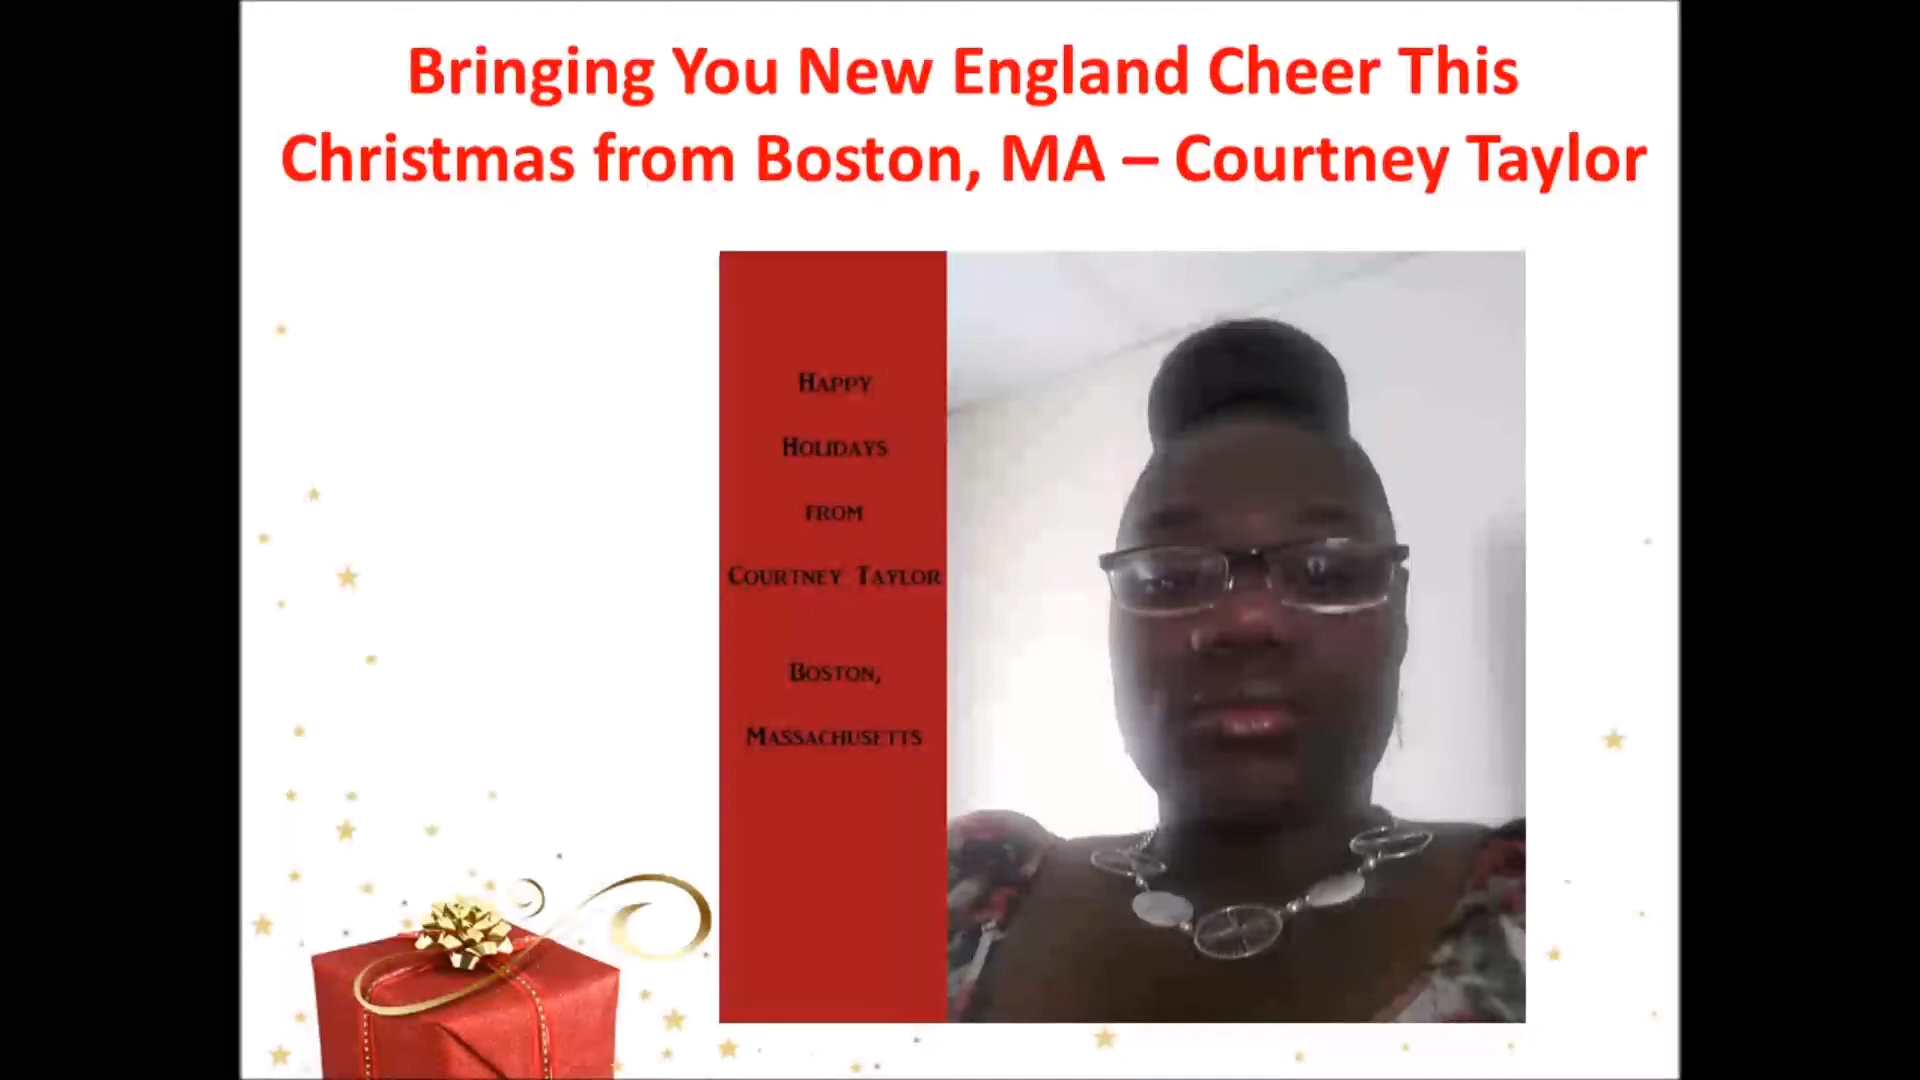 Bringing You New England Cheer This
Christmas from Boston, MA – Courtney Taylor
Happy
Holidays
from
Courtney Taylor
Boston,
Massachusetts